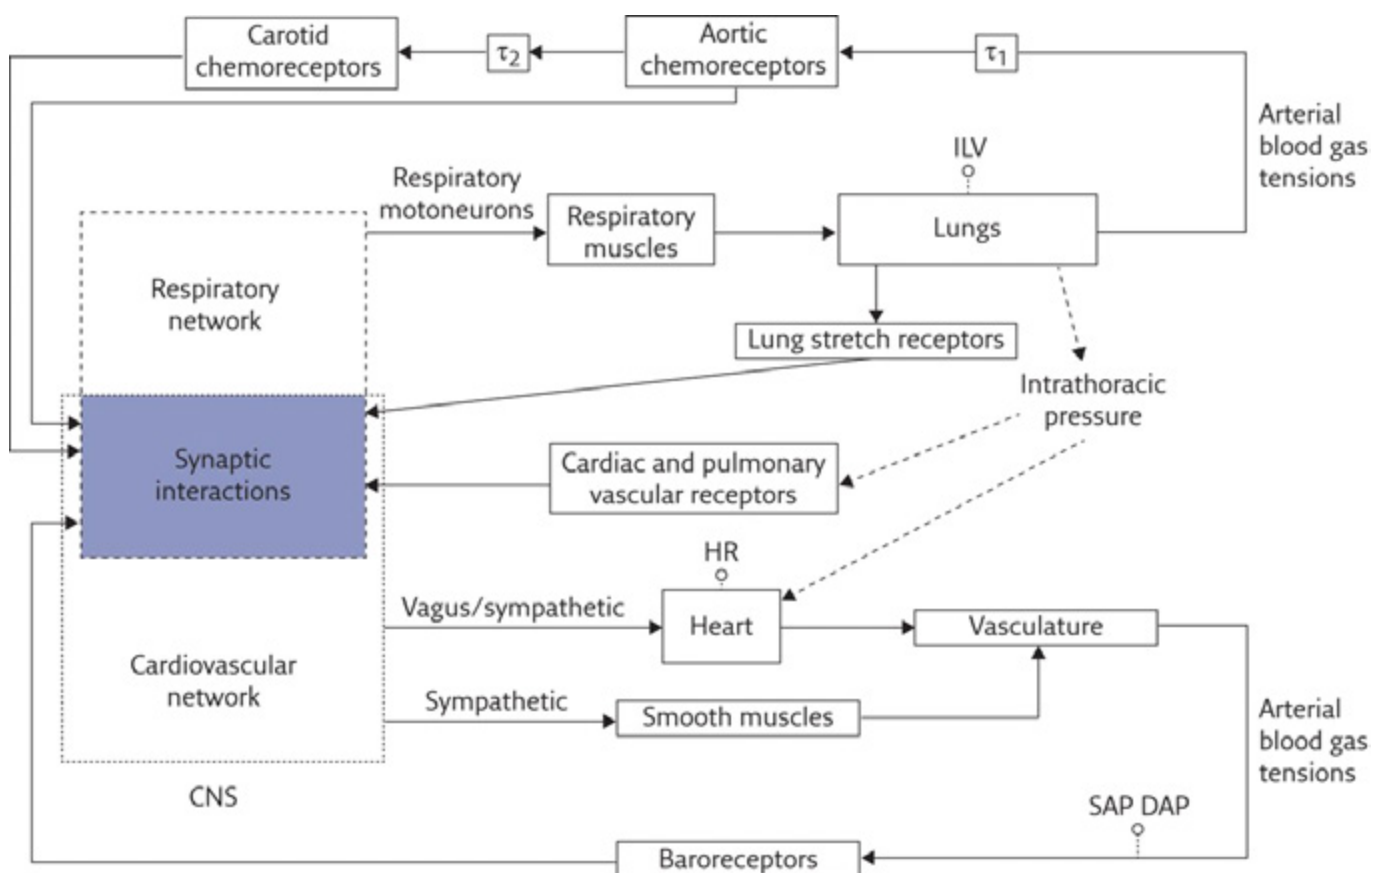 Carotid
chemoreceptors
τ2
Aortic
chemoreceptors
τ1
Arterial
blood gas
tensions
ILV
Respiratory
motoneurons
Respiratory
muscles
Lungs
Respiratory
network
Lung stretch receptors
Intrathoracic
pressure
Synaptic
interactions
Cardiac and pulmonary
vascular receptors
HR
Vagus/sympathetic
Heart
Vasculature
Cardiovascular
network
Sympathetic
Smooth muscles
Arterial
blood gas
tensions
CNS
SAP DAP
Baroreceptors